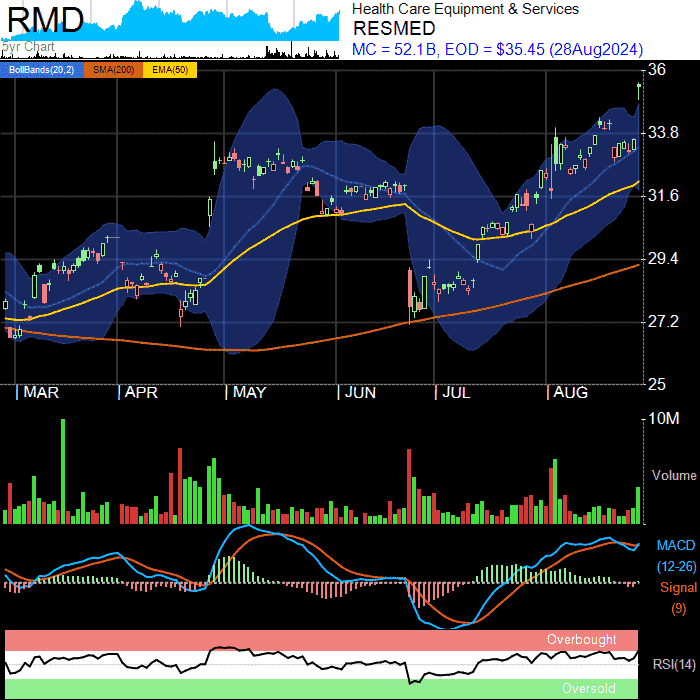 RMD
5yr Chart
Health Care Equipment & Services
RESMED
MC = 52.1B, EOD = $35.45 (28Aug2024)
BollBands(20,2) SMA(200) EMA(50)
36
33.8
31.6
29.4
27.2
25
MAR APR MAY JUN JUL AUG
10M
Volume
MACD
(12-26)
Signal
(9)
Overbought
RSI(14)
Oversold